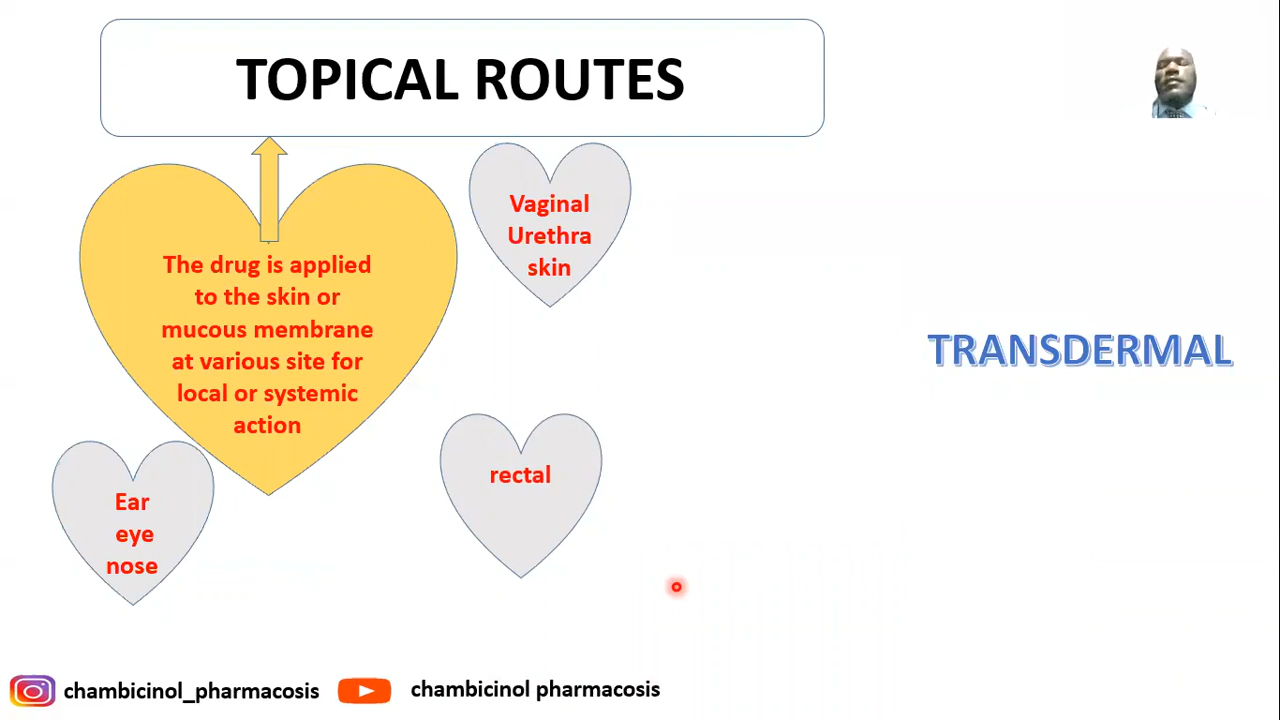 TOPICAL ROUTES
The drug is applied
to the skin or
mucous membrane
at various site for
local or systemic
action
Vaginal
Urethra
skin
TRANSDERMAL
Ear
eye
nose
rectal
chambicinol_pharmacosis
chambicinol pharmacosis